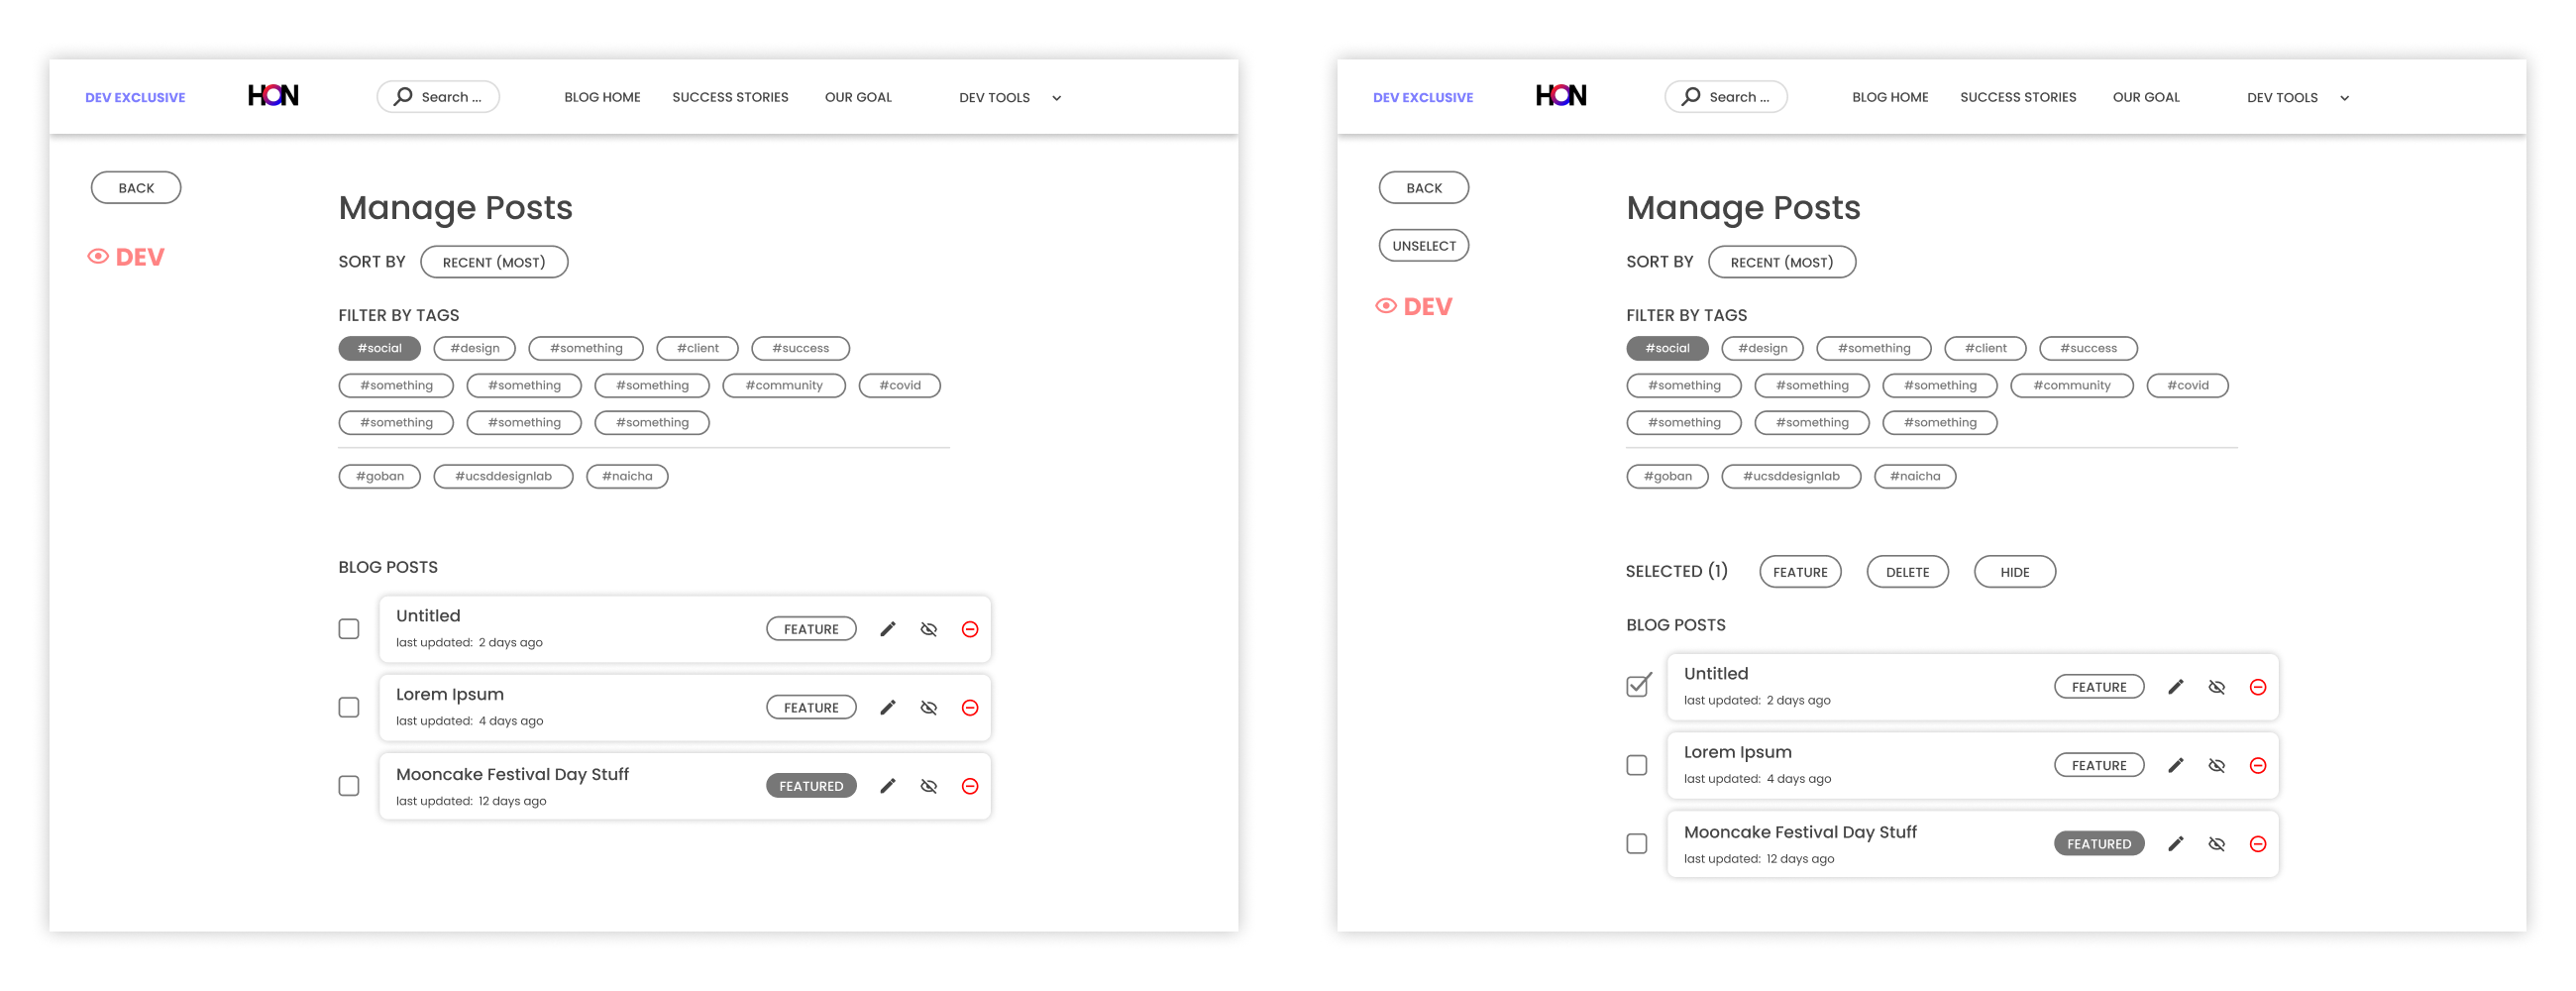 DEV EXCLUSIVE HON Search ... BLOG HOME SUCCESS STORIES OUR GOAL DEV TOOLS
BACK
DEV
Manage Posts
SORT BY RECENT (MOST)
FILTER BY TAGS
#social #design #something #client #success
#something #something #something #community #covid
#something #something #something
#goban #ucsddesignlab #naicha
BLOG POSTS
Untitled
last updated: 2 days ago
FEATURE
Lorem Ipsum
last updated: 4 days ago
FEATURE
Mooncake Festival Day Stuff
last updated: 12 days ago
FEATURED
DEV EXCLUSIVE HON Search ... BLOG HOME SUCCESS STORIES OUR GOAL DEV TOOLS
BACK
UNSELECT
DEV
Manage Posts
SORT BY RECENT (MOST)
FILTER BY TAGS
#social #design #something #client #success
#something #something #something #community #covid
#something #something #something
#goban #ucsddesignlab #naicha
SELECTED (1) FEATURE DELETE HIDE
BLOG POSTS
Untitled
last updated: 2 days ago
FEATURE
Lorem Ipsum
last updated: 4 days ago
FEATURE
Mooncake Festival Day Stuff
last updated: 12 days ago
FEATURED